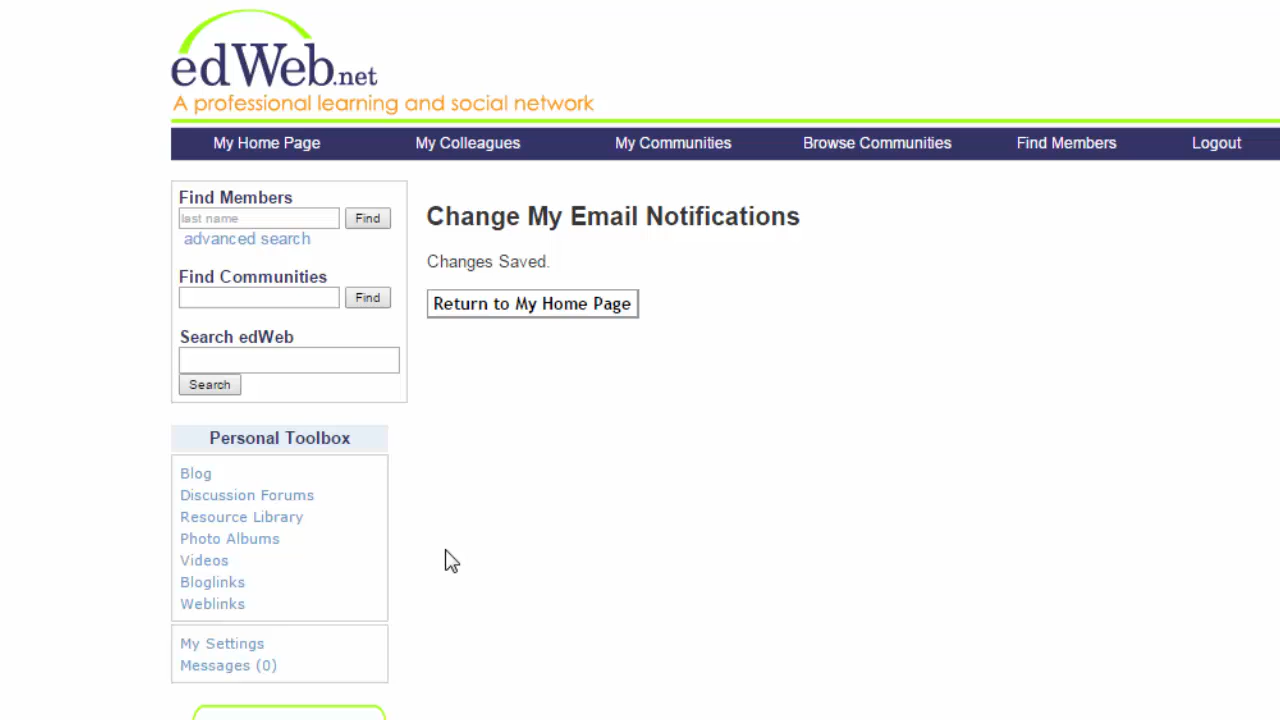 edWeb.net
A professional learning and social network
My Home Page My Colleagues My Communities Browse Communities Find Members Logout
Find Members
last name Find
advanced search
Find Communities
Find
Search edWeb
Search
Personal Toolbox
Blog
Discussion Forums
Resource Library
Photo Albums
Videos
Bloglinks
Weblinks
My Settings
Messages (0)
Change My Email Notifications
Changes Saved.
Return to My Home Page